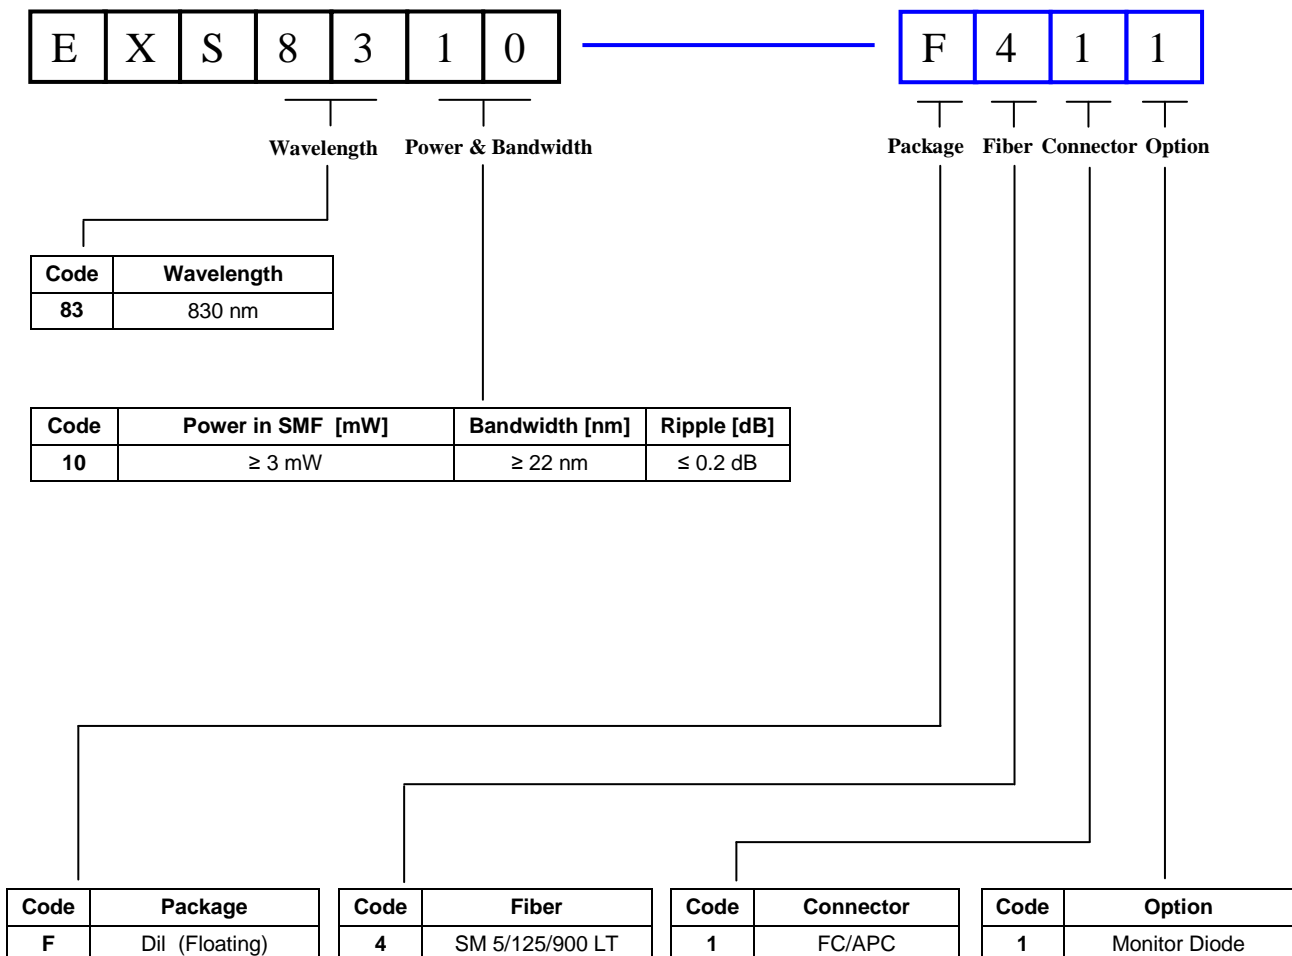 E X S 8 3 1 0 F 4 1 1
Wavelength Power & Bandwidth Package Fiber Connector Option
Code Wavelength
83 830 nm
Code Power in SMF [mW] Bandwidth [nm] Ripple [dB]
10 ≥ 3 mW ≥ 22 nm ≤ 0.2 dB
Code Package Code Fiber Code Connector Code Option
F Dil (Floating) 4 SM 5/125/900 LT 1 FC/APC 1 Monitor Diode